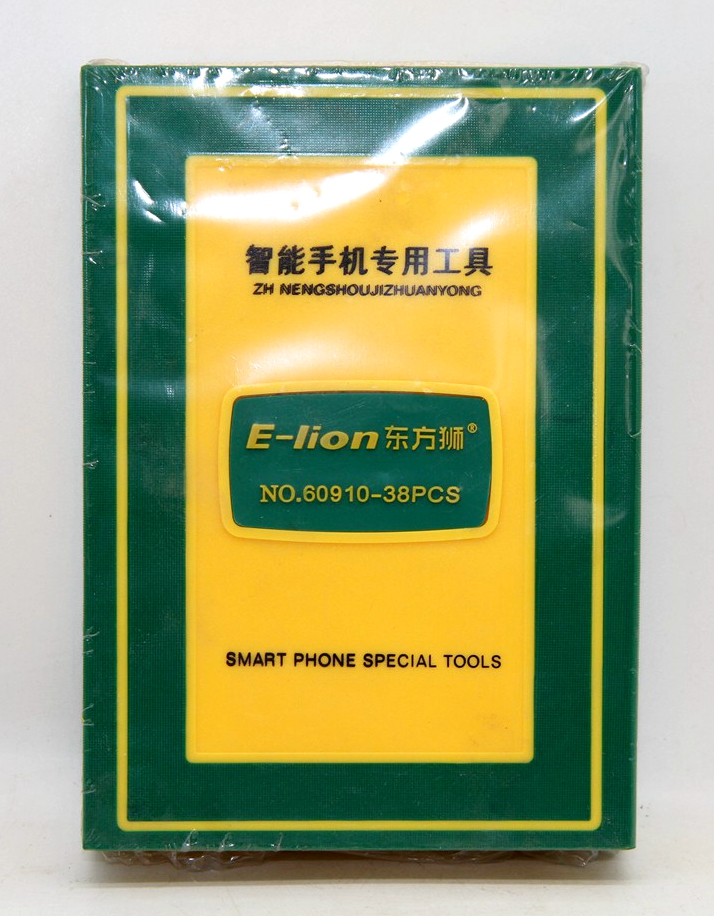 智能手机专用工具
ZH NENGSHOUJIZHUANYONG
E-lion 东方狮®
NO.60910-38PCS
SMART PHONE SPECIAL TOOLS